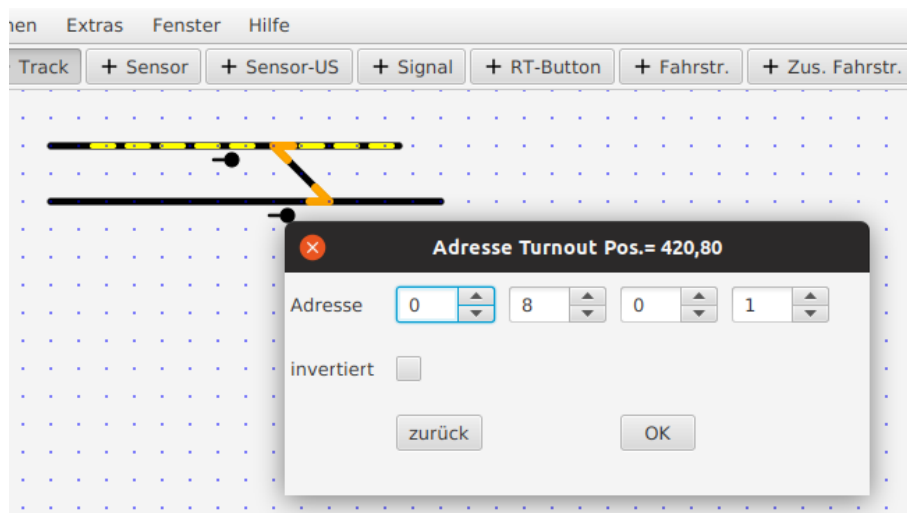 nen Extras Fenster Hilfe
Track + Sensor + Sensor-US + Signal + RT-Button + Fahrstr. + Zus. Fahrstr.
Adresse Turnout Pos.= 420,80
Adresse 0 8 0 1
invertiert
zurück OK